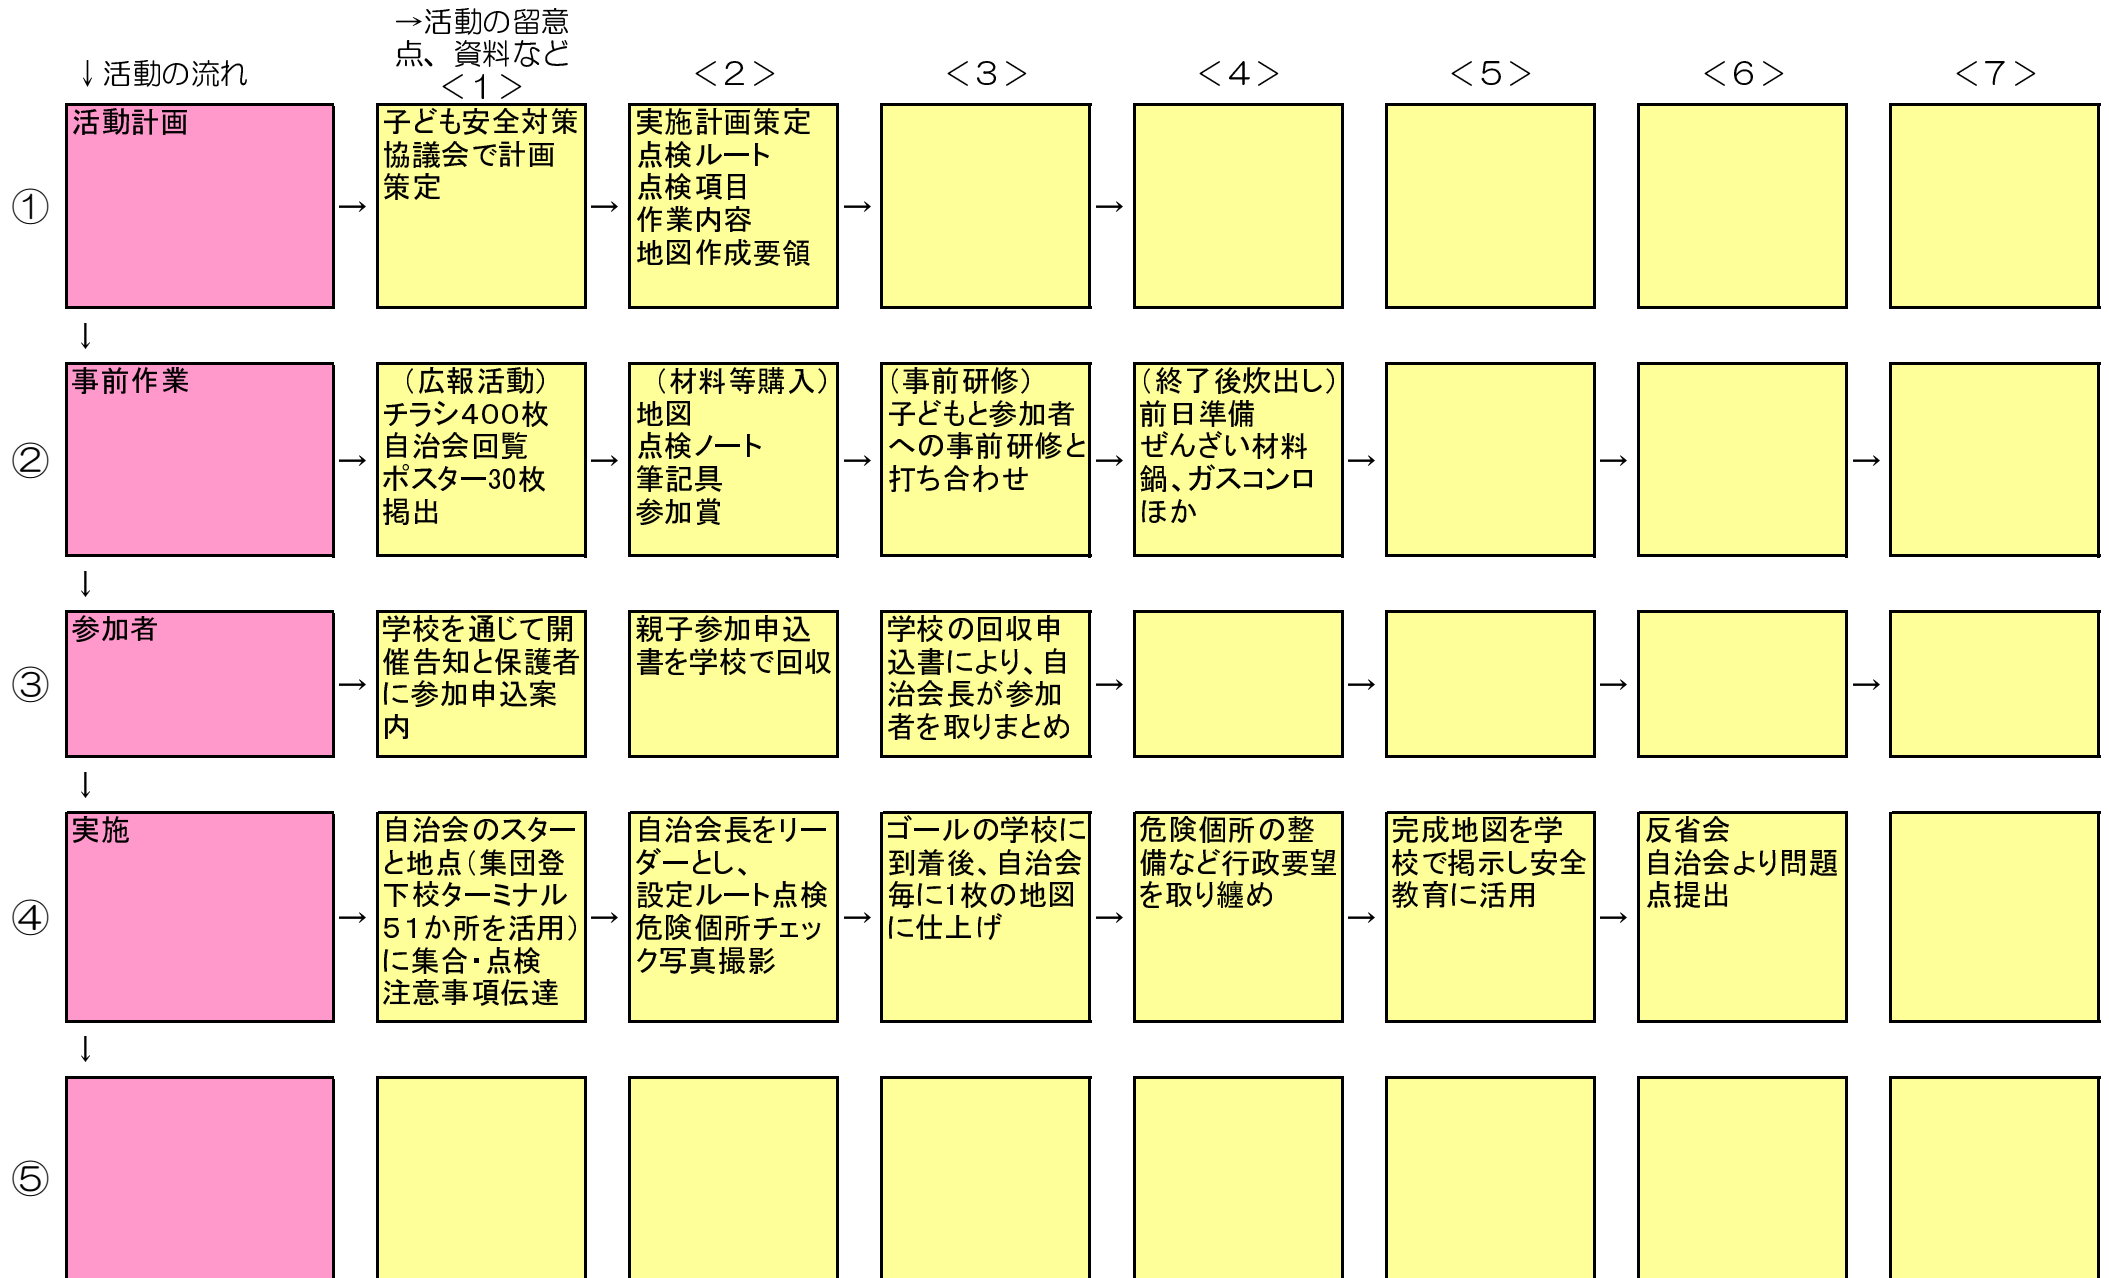 →活動の留意
点、資料など
↓活動の流れ
＜１＞
＜２＞
＜３＞
＜４＞
＜５＞
＜６＞
＜７＞
①
活動計画
→
子ども安全対策
協議会で計画
策定
→
実施計画策定
点検ルート
点検項目
作業内容
地図作成要領
→
→
↓
②
事前作業
→
（広報活動）
チラシ４００枚
自治会回覧
ポスター30枚
掲出
→
（材料等購入）
地図
点検ノート
筆記具
参加賞
→
（事前研修）
子どもと参加者
への事前研修と
打ち合わせ
→
（終了後炊出し）
前日準備
ぜんざい材料
鍋、ガスコンロ
ほか
→
→
→
↓
③
参加者
→
学校を通じて開
催告知と保護者
に参加申込案
内
親子参加申込
書を学校で回収
学校の回収申
込書により、自
治会長が参加
者を取りまとめ
→
→
→
→
↓
④
実施
→
自治会のスター
と地点（集団登
下校ターミナル
５１か所を活用）
に集合・点検
注意事項伝達
→
自治会長をリー
ダーとし、
設定ルート点検
危険個所チェッ
ク写真撮影
→
ゴールの学校に
到着後、自治会
毎に1枚の地図
に仕上げ
→
危険個所の整
備など行政要望
を取り纏め
→
完成地図を学
校で掲示し安全
教育に活用
→
反省会
自治会より問題
点提出
↓
⑤